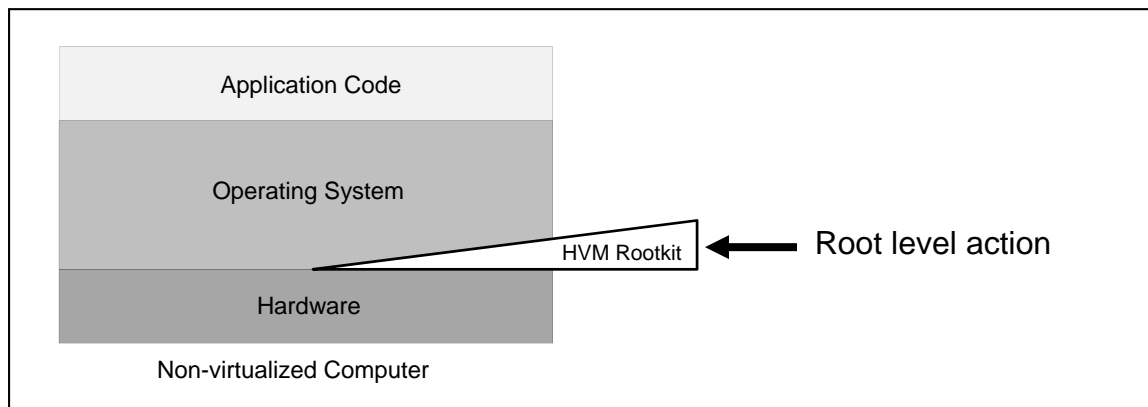 Application Code
Operating System
HVM Rootkit
Root level action
Hardware
Non-virtualized Computer